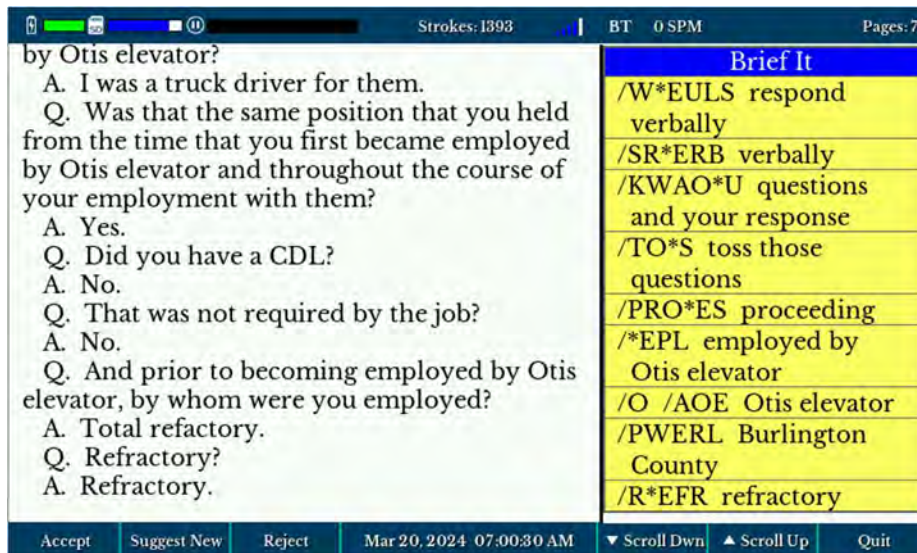 SD
Strokes: 1393
BT 0 SPM
Pages: 7
by Otis elevator?
A. I was a truck driver for them.
Q. Was that the same position that you held
from the time that you first became employed
by Otis elevator and throughout the course of
your employment with them?
A. Yes.
Q. Did you have a CDL?
A. No.
Q. That was not required by the job?
A. No.
Q. And prior to becoming employed by Otis
elevator, by whom were you employed?
A. Total refactory.
Q. Refractory?
A. Refractory.
Brief It
/W*EULS respond
verbally
/SR*ERB verbally
/KWAO*U questions
and your response
/TO*S toss those
questions
/PRO*ES proceeding
/*EPL employed by
Otis elevator
/O /AOE Otis elevator
/PWERL Burlington
County
/R*EFR refractory
Accept
Suggest New
Reject
Mar 20, 2024 07:00:30 AM
▼ Scroll Dwn
▲ Scroll Up
Quit